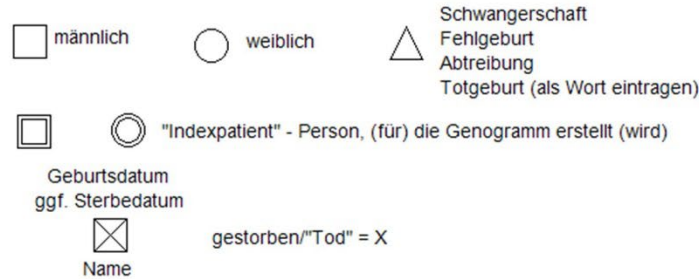 männlich
weiblich
Schwangerschaft
Fehlgeburt
Abtreibung
Totgeburt (als Wort eintragen)
"Indexpatient" - Person, (für) die Genogramm erstellt (wird)
Geburtsdatum
ggf. Sterbedatum
gestorben/"Tod" = X
Name